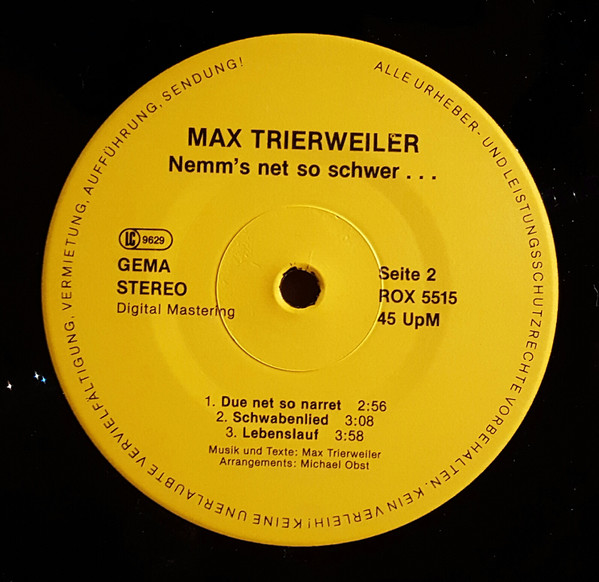 ALLE URHEBER- UND LEISTUNGSSCHUTZRECHTE VORBEHALTEN. KEIN VERLEIH! KEINE UNERLAUBTE VERVIELFÄLTIGUNG, VERMIETUNG, AUFFÜHRUNG, SENDUNG!
MAX TRIERWEILER
Nemm's net so schwer . . .
LC 9629
GEMA
STEREO
Digital Mastering
Seite 2
ROX 5515
45 UpM
1. Due net so narret 2:56
2. Schwabenlied 3:08
3. Lebenslauf 3:58
Musik und Texte: Max Trierweiler
Arrangements: Michael Obst